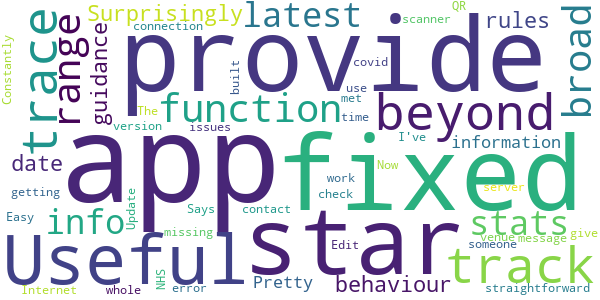 Constantly
Surprisingly
connection
latest
scanner
QR
rules
broad
trace
range
guidance
provide
built
covid
use
met
time
function
beyond
The
version
issues
I've
information
date
app
fixed
Now
getting
work
check
server
Easy
info
Update
Says
contact
star
stats
venue
message
someone
give
missing
Edit
Useful
NHS
Pretty
behaviour
track
Internet
whole
error
straightforward